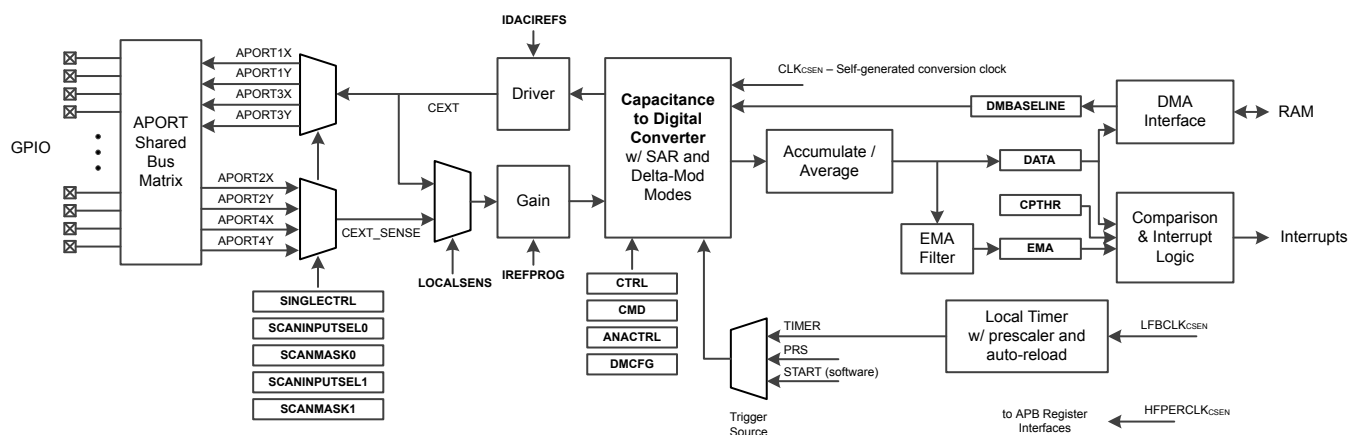 GPIO
APORT
Shared
Bus
Matrix
APORT1X
APORT1Y
APORT3X
APORT3Y
APORT2X
APORT2Y
APORT4X
APORT4Y
CEXT
CEXT_SENSE
IDACIREFS
Driver
Gain
IREFPROG
LOCALSENS
SINGLECTRL
SCANINPUTSEL0
SCANMASK0
SCANINPUTSEL1
SCANMASK1
Capacitance
to Digital
Converter
w/ SAR and
Delta-Mod
Modes
CTRL
CMD
ANACTRL
DMCFG
CLKCSEN – Self-generated conversion clock
DMBASELINE
DMA
Interface
RAM
Accumulate /
Average
DATA
CPTHR
EMA
Filter
EMA
Comparison
& Interrupt
Logic
Interrupts
TIMER
PRS
START (software)
Trigger
Source
Local Timer
w/ prescaler and
auto-reload
LFBCLKCSEN
to APB Register
Interfaces
HFPERCLKCSEN